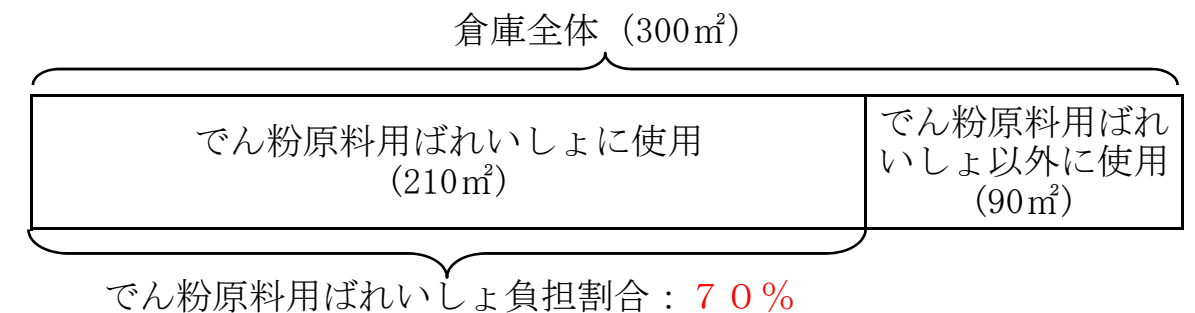 倉庫全体（300㎡）
でん粉原料用ばれいしょに使用
（210㎡）
でん粉原料用ばれ
いしょ以外に使用
（90㎡）
でん粉原料用ばれいしょ負担割合：７０％